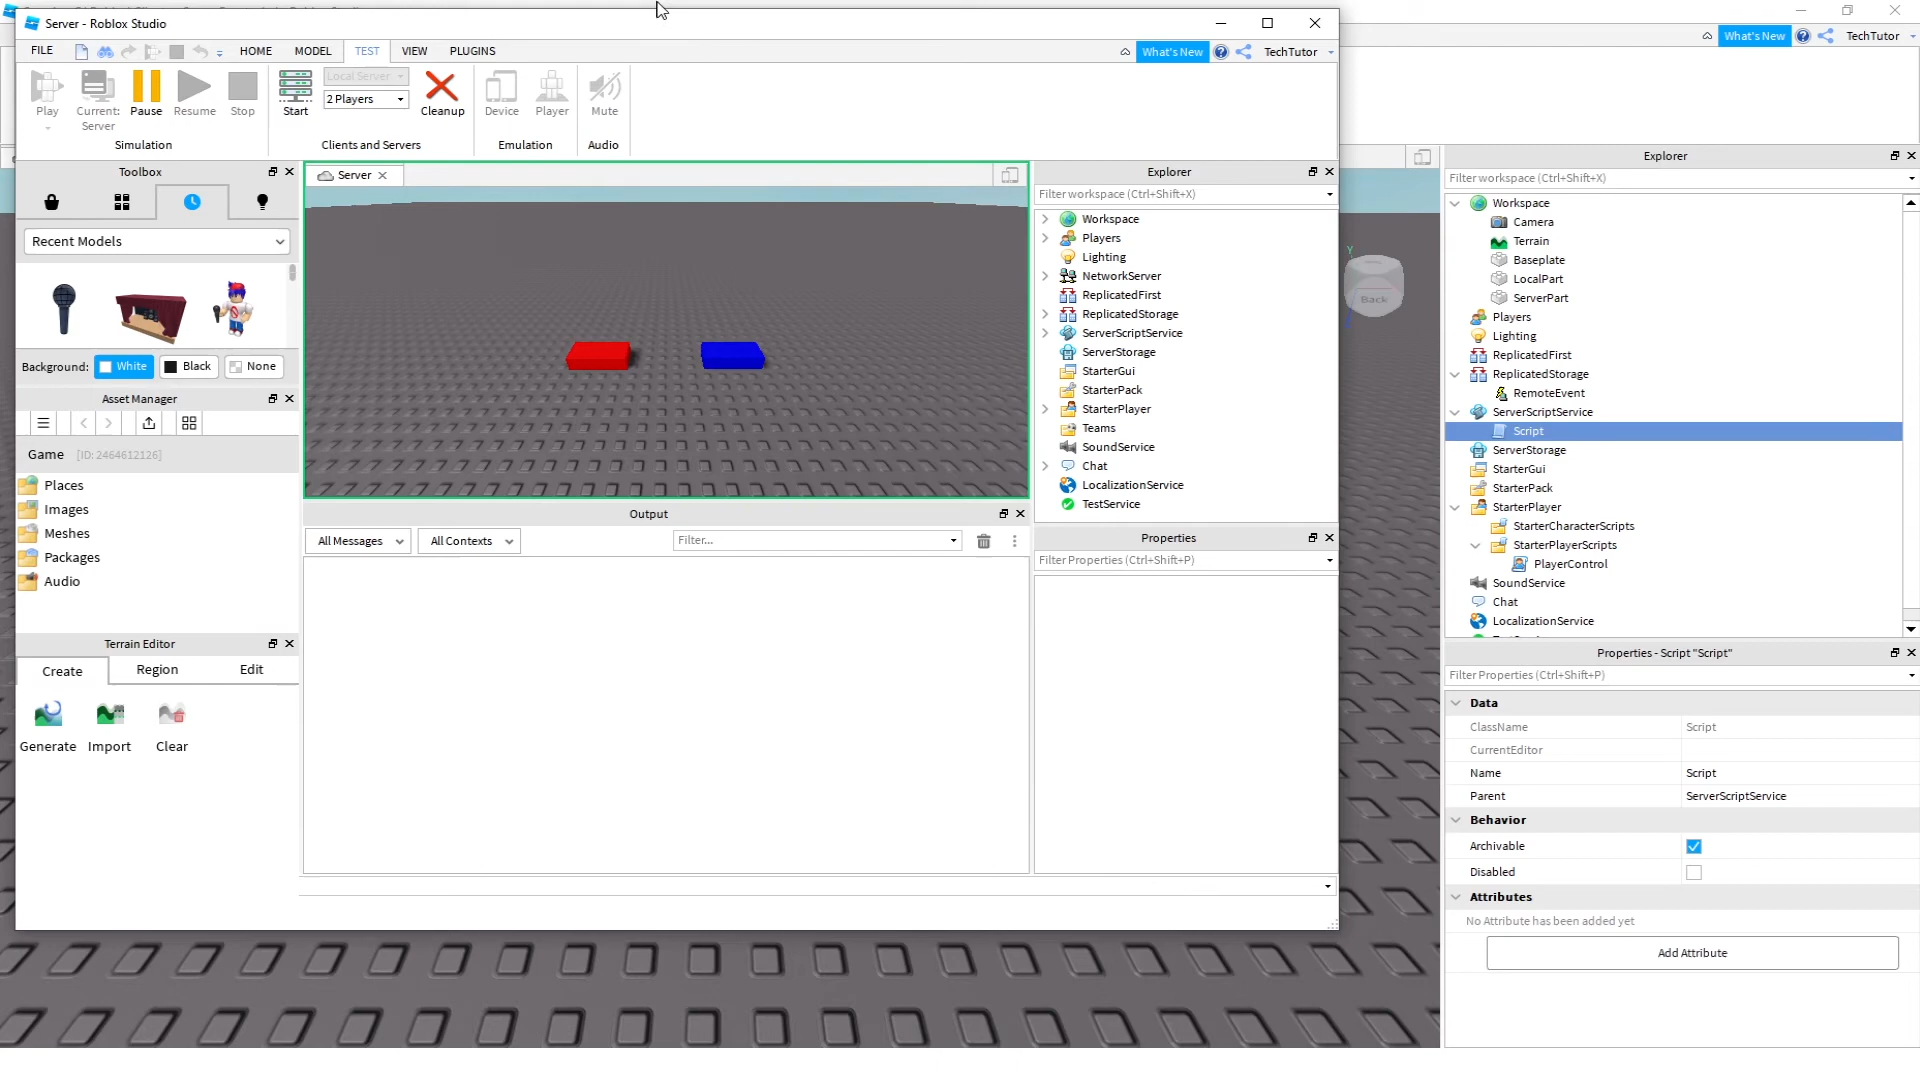 Server - Roblox Studio
FILE
HOME
MODEL
TEST
VIEW
PLUGINS
What's New
TechTutor
What's New
TechTutor
Play
Current:
Server
Pause
Resume
Stop
Start
Local Server
2 Players
Cleanup
Device
Player
Mute
Simulation
Clients and Servers
Emulation
Audio
Toolbox
Recent Models
Background:
White
Black
None
Asset Manager
Game
[ID: 2464612126]
Places
Images
Meshes
Packages
Audio
Terrain Editor
Create
Region
Edit
Generate
Import
Clear
Server
Output
All Messages
All Contexts
Filter...
Explorer
Filter workspace (Ctrl+Shift+X)
Workspace
Players
Lighting
NetworkServer
ReplicatedFirst
ReplicatedStorage
ServerScriptService
ServerStorage
StarterGui
StarterPack
StarterPlayer
Teams
SoundService
Chat
LocalizationService
TestService
Properties
Filter Properties (Ctrl+Shift+P)
Y
Back
Explorer
Filter workspace (Ctrl+Shift+X)
Workspace
Camera
Terrain
Baseplate
LocalPart
ServerPart
Players
Lighting
ReplicatedFirst
ReplicatedStorage
RemoteEvent
ServerScriptService
Script
ServerStorage
StarterGui
StarterPack
StarterPlayer
StarterCharacterScripts
StarterPlayerScripts
PlayerControl
SoundService
Chat
LocalizationService
Properties - Script "Script"
Filter Properties (Ctrl+Shift+P)
Data
ClassName Script
CurrentEditor
Name Script
Parent ServerScriptService
Behavior
Archivable
Disabled
Attributes
No Attribute has been added yet
Add Attribute